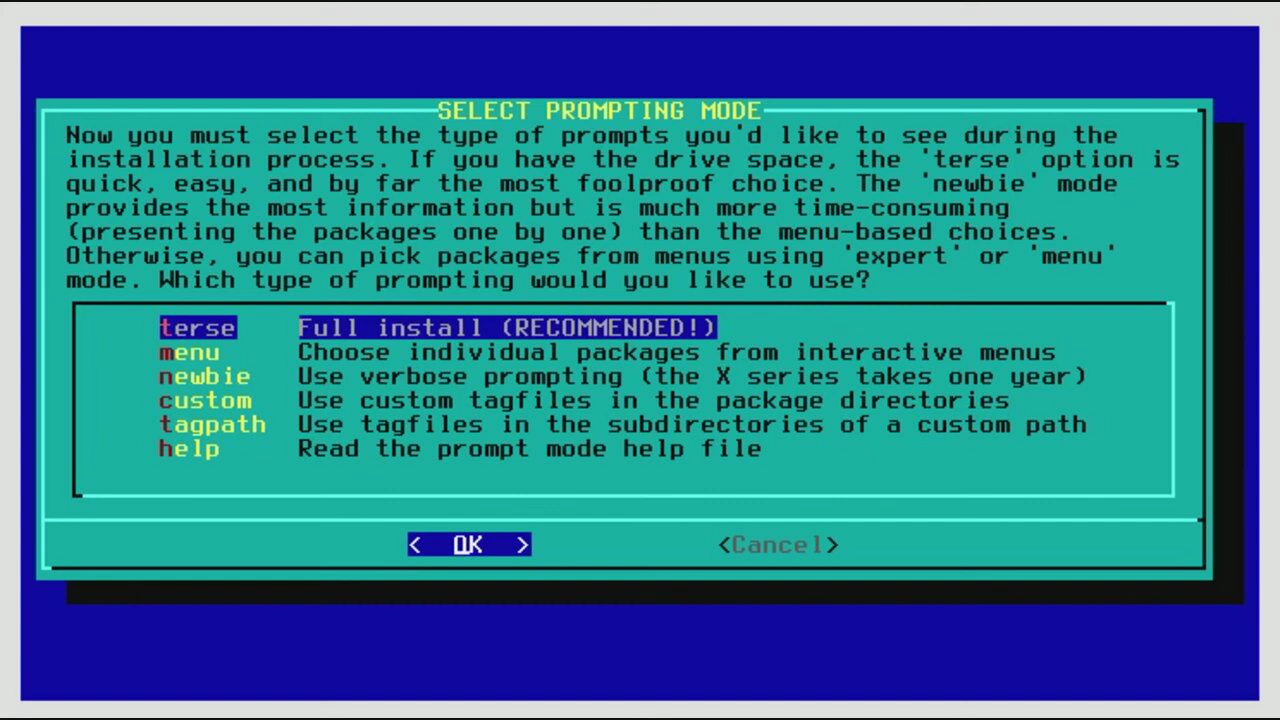 SELECT PROMPTING MODE
Now you must select the type of prompts you'd like to see during the
installation process. If you have the drive space, the 'terse' option is
quick, easy, and by far the most foolproof choice. The 'newbie' mode
provides the most information but is much more time-consuming
(presenting the packages one by one) than the menu-based choices.
Otherwise, you can pick packages from menus using 'expert' or 'menu'
mode. Which type of prompting would you like to use?
terse Full install (RECOMMENDED!)
menu Choose individual packages from interactive menus
newbie Use verbose prompting (the X series takes one year)
custom Use custom tagfiles in the package directories
tagpath Use tagfiles in the subdirectories of a custom path
help Read the prompt mode help file
< OK > <Cancel>